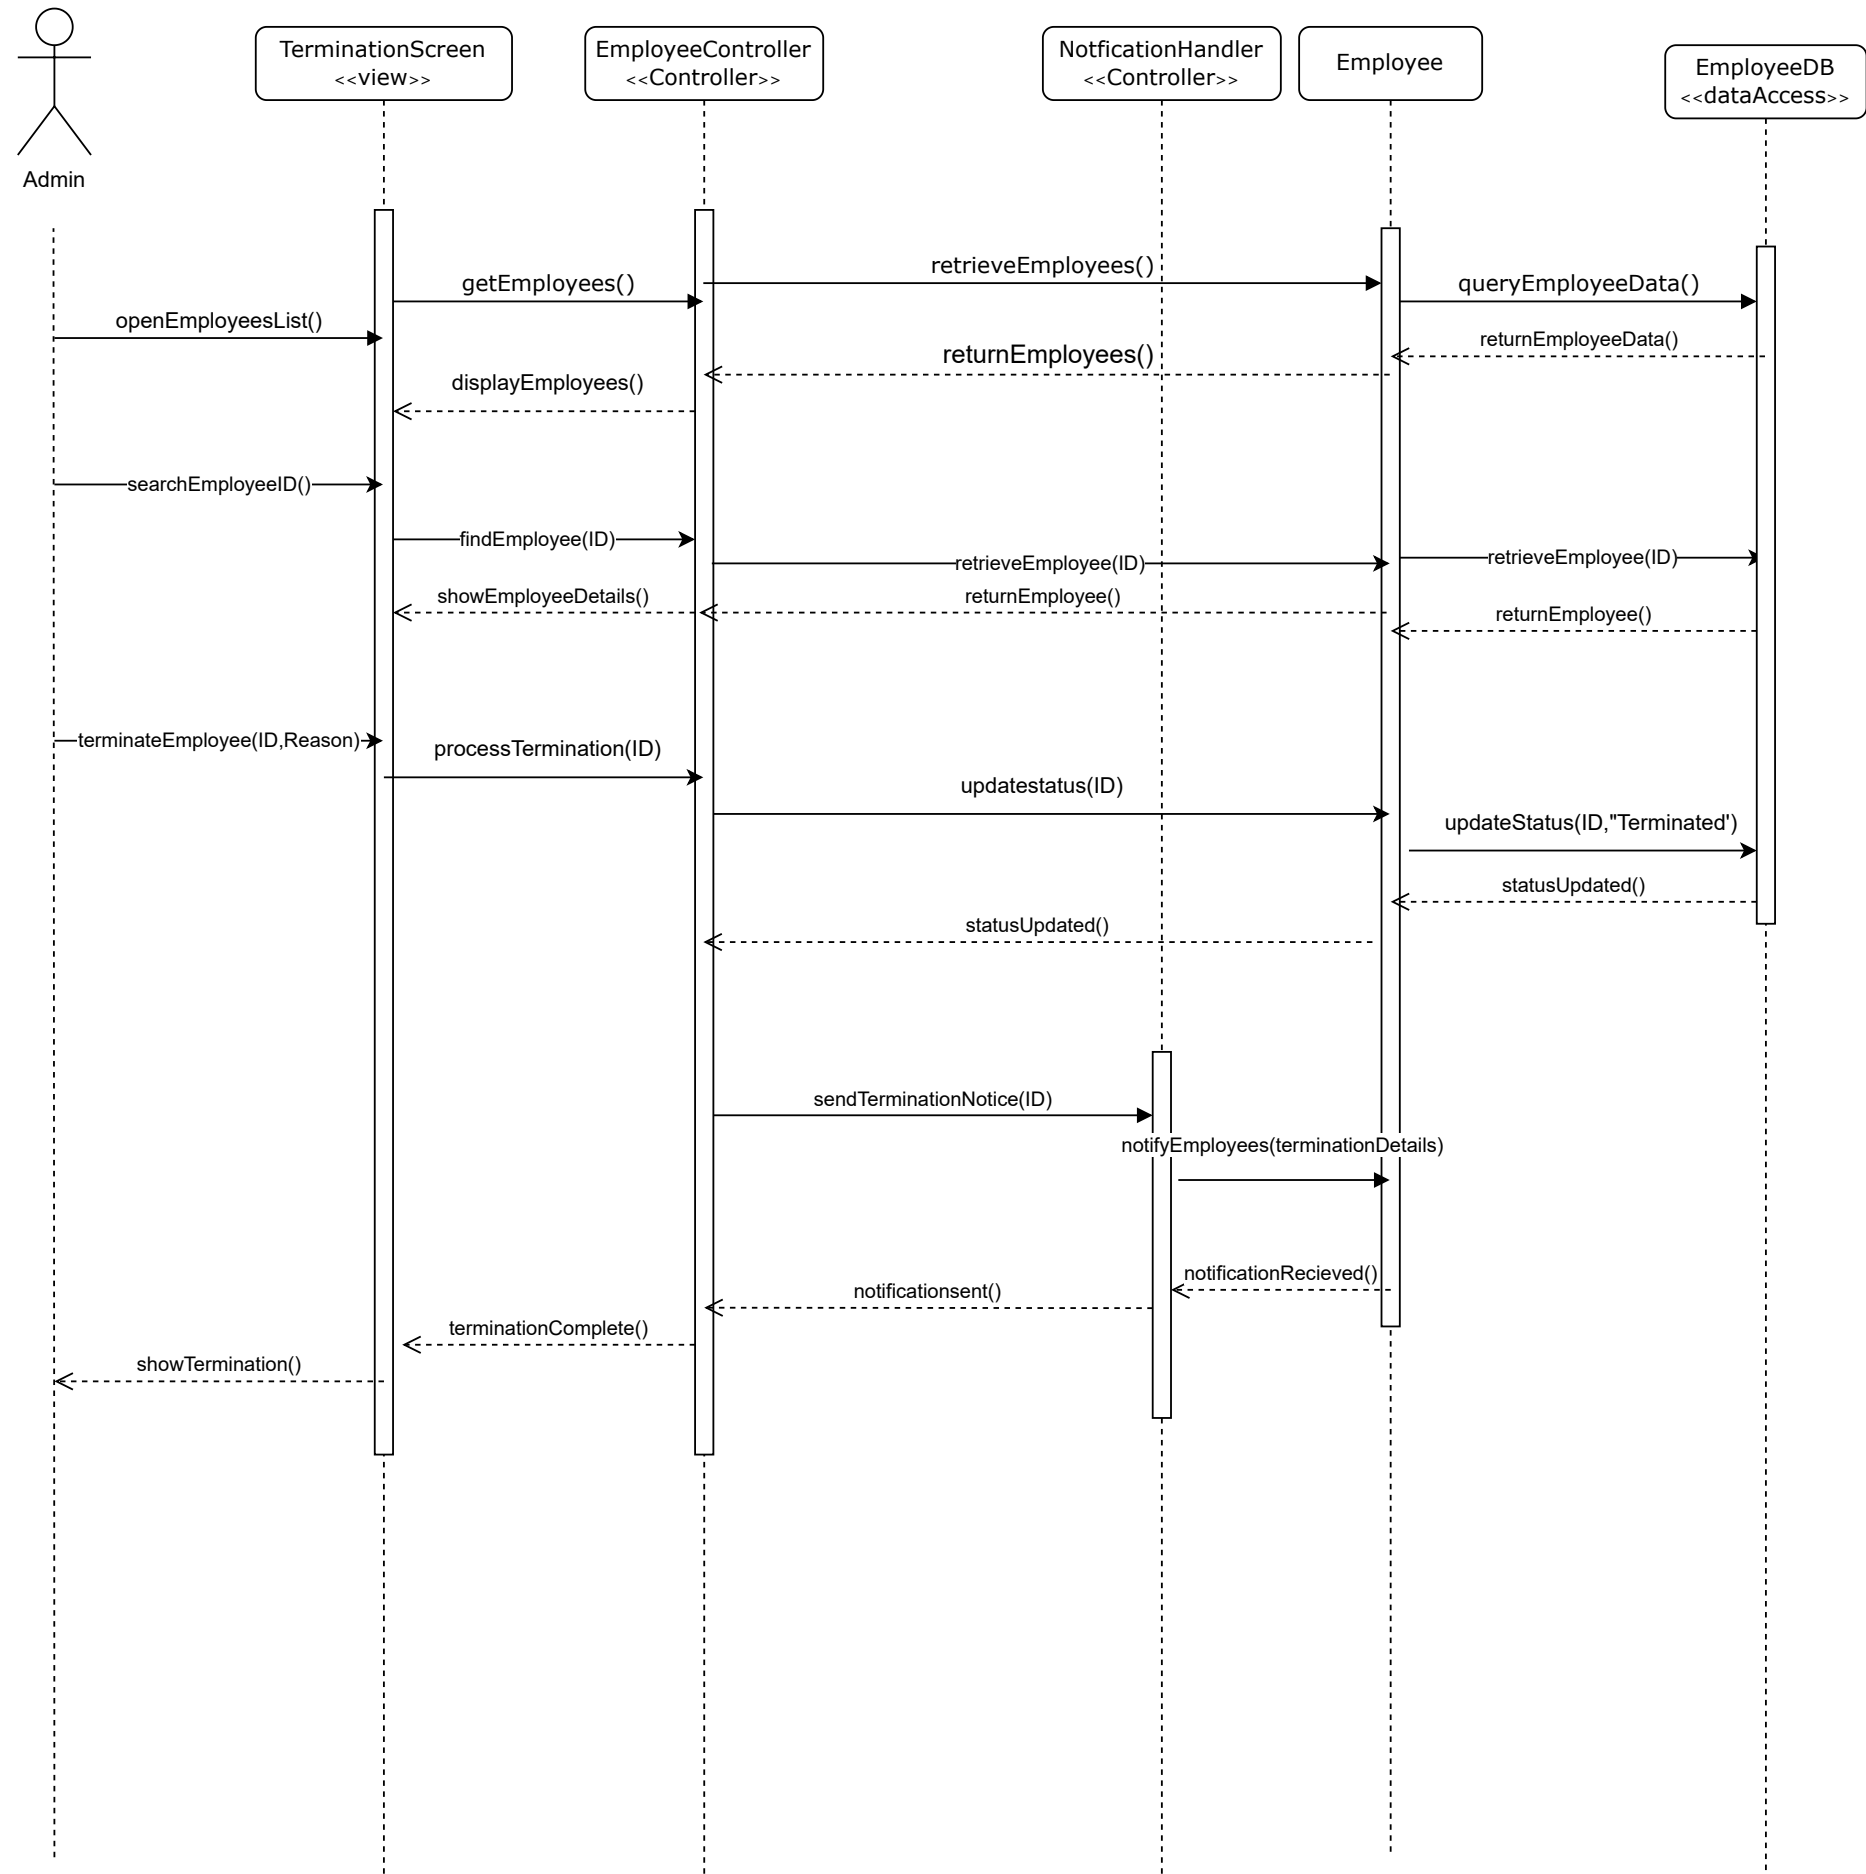 TerminationScreen
<<view>>
EmployeeController
<<Controller>>
NotficationHandler
<<Controller>>
Employee
EmployeeDB
<<dataAccess>>
Admin
retrieveEmployees()
getEmployees()
queryEmployeeData()
openEmployeesList()
returnEmployeeData()
returnEmployees()
displayEmployees()
searchEmployeeID()
findEmployee(ID)
retrieveEmployee(ID)
retrieveEmployee(ID)
showEmployeeDetails()
returnEmployee()
returnEmployee()
terminateEmployee(ID,Reason)
processTermination(ID)
updatestatus(ID)
updateStatus(ID,"Terminated')
statusUpdated()
statusUpdated()
sendTerminationNotice(ID)
notifyEmployees(terminationDetails)
notificationRecieved()
notificationsent()
terminationComplete()
showTermination()